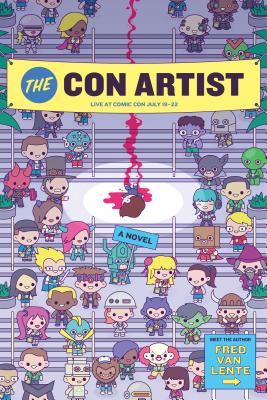 THE CON ARTIST
LIVE AT COMIC CON JULY 19–22
A NOVEL
MEET THE AUTHOR
FRED
VAN
LENTE